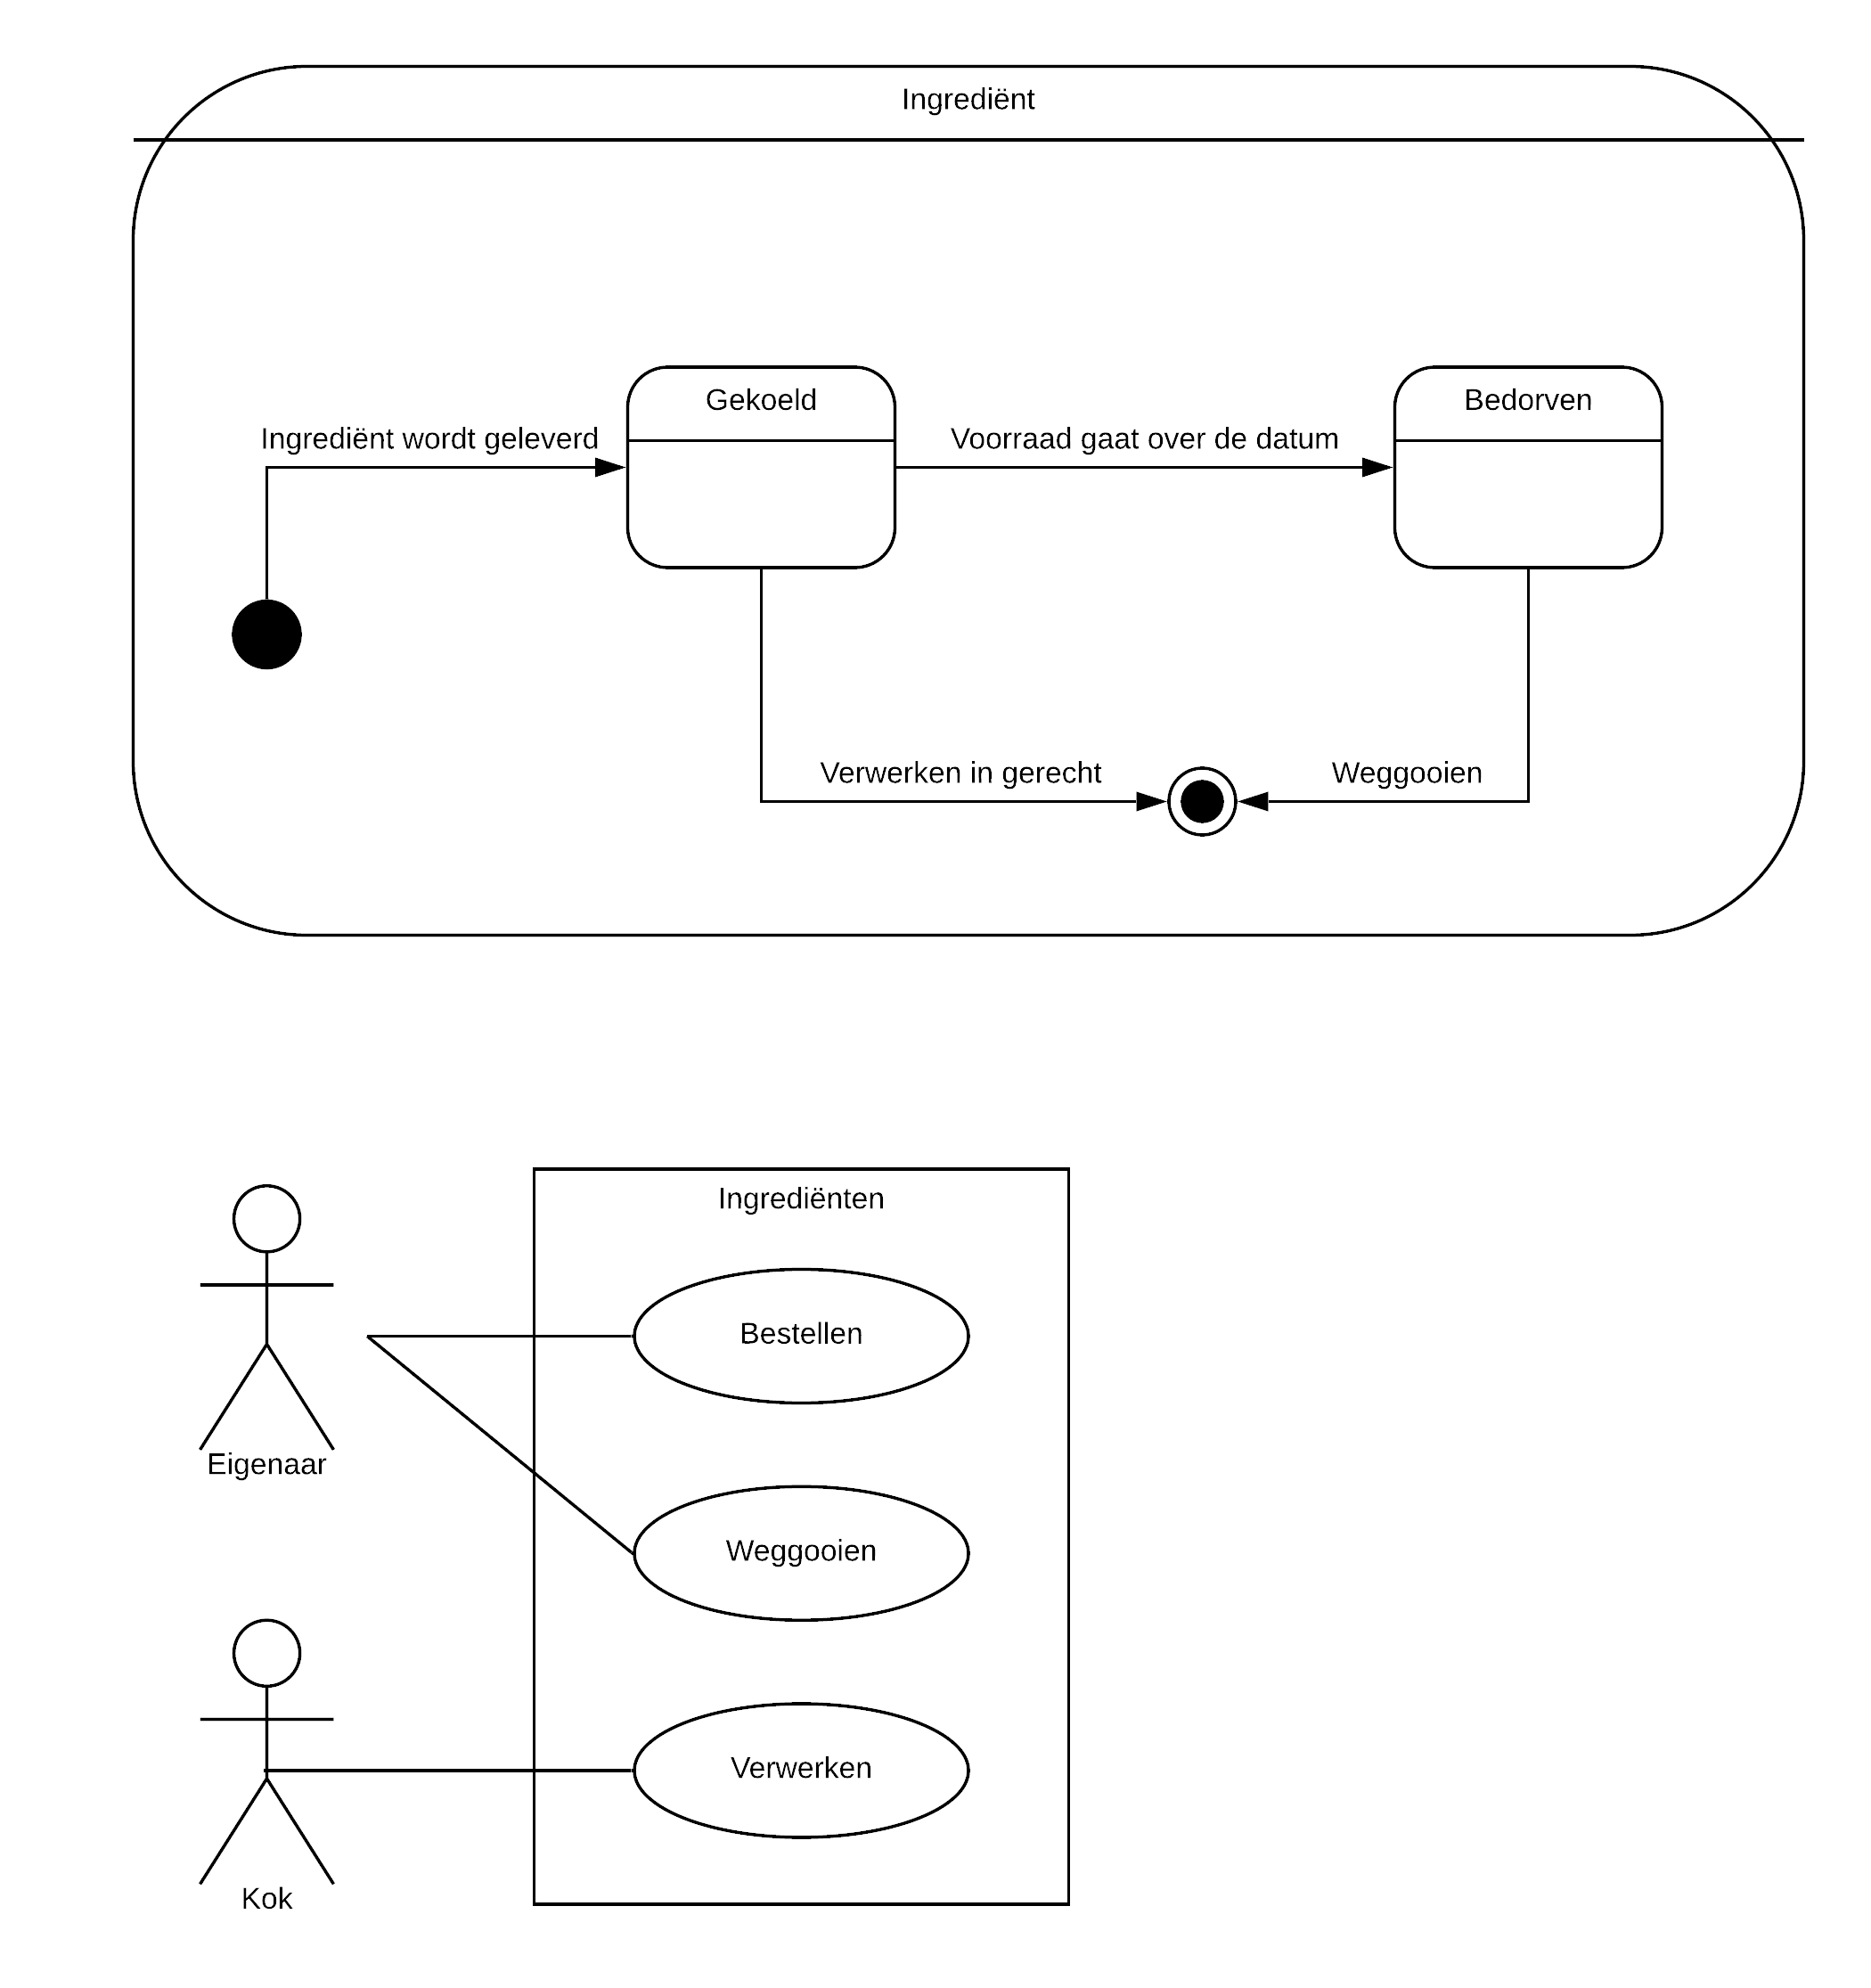 Ingrediënt
Gekoeld
Bedorven
Ingrediënt wordt geleverd
Voorraad gaat over de datum
Verwerken in gerecht
Weggooien
Ingrediënten
Bestellen
Eigenaar
Weggooien
Verwerken
Kok